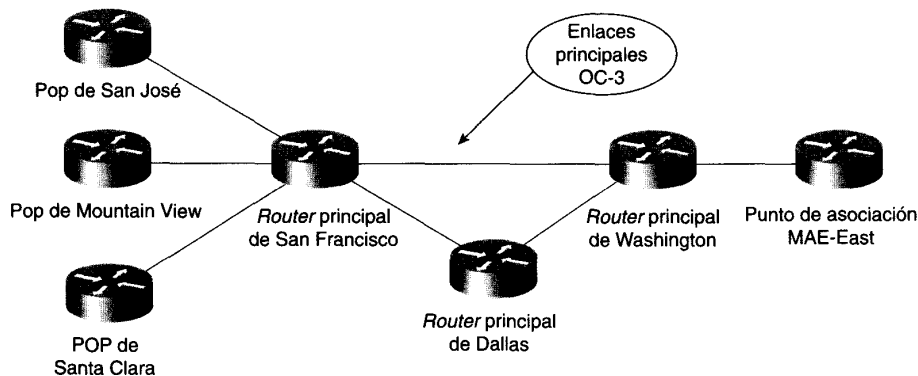 Enlaces
principales
OC-3
Pop de San José
Pop de Mountain View
Router principal
de San Francisco
Router principal
de Washington
Punto de asociación
MAE-East
POP de
Santa Clara
Router principal
de Dallas